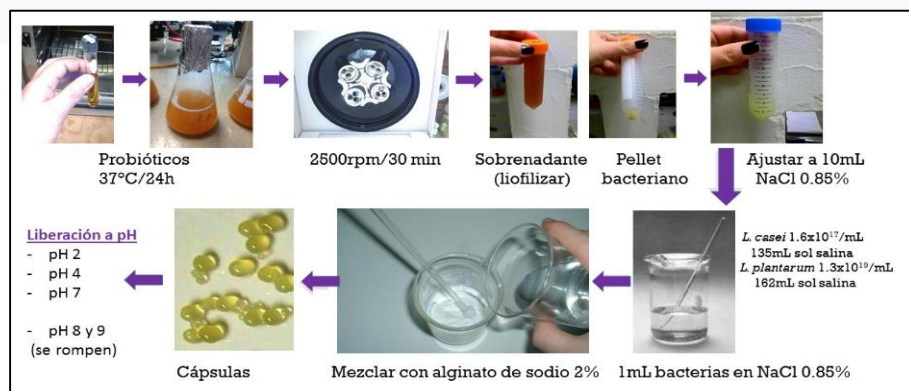 Probióticos
37°C/24h
2500rpm/30 min
Sobrenadante
(liofilizar)
Pellet
bacteriano
Ajustar a 10mL
NaCl 0.85%
L. casei 1.6x10¹⁷/mL
135mL sol salina
L. plantarum 1.3x10¹⁹/mL
162mL sol salina
1mL bacterias en NaCl 0.85%
Mezclar con alginato de sodio 2%
Cápsulas
Liberación a pH
- pH 2
- pH 4
- pH 7
- pH 8 y 9
(se rompen)